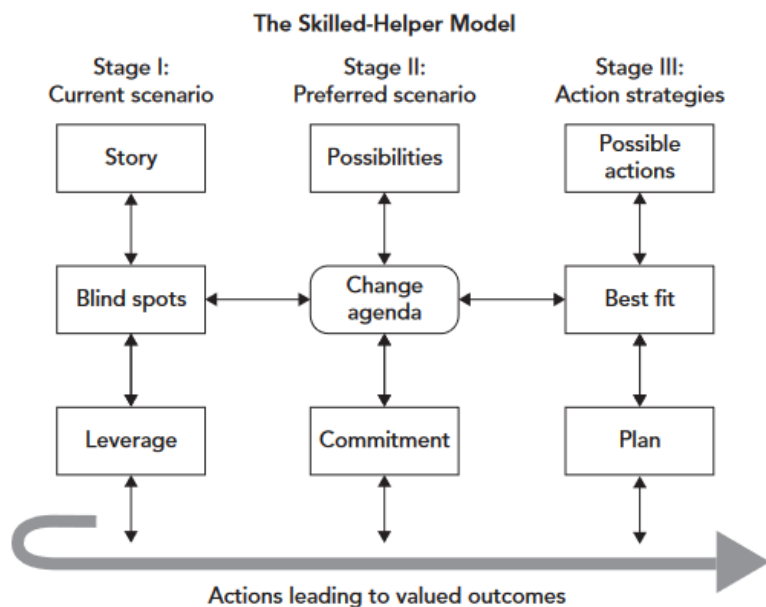 The Skilled-Helper Model
Stage I:
Current scenario
Stage II:
Preferred scenario
Stage III:
Action strategies
Story
Possibilities
Possible
actions
Blind spots
Change
agenda
Best fit
Leverage
Commitment
Plan
Actions leading to valued outcomes